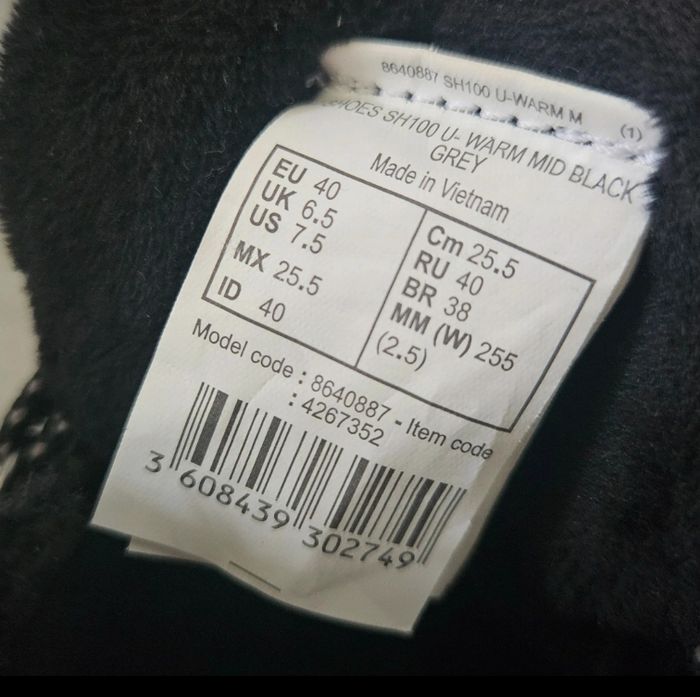 8640887 SH100 U-WARM M (1)
SHOES SH100 U- WARM MID BLACK
GREY
Made in Vietnam
EU 40
UK 6.5
US 7.5
MX 25.5
ID 40
Cm 25.5
RU 40
BR 38
MM (W) 255
(2.5)
Model code : 8640887 - Item code
: 4267352
3 608439 302749